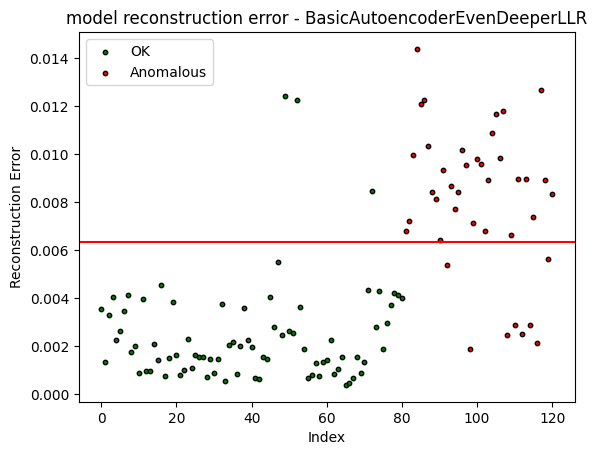 model reconstruction error - BasicAutoencoderEvenDeeperLLR
OK
Anomalous
0.014
0.012
0.010
0.008
0.006
0.004
0.002
0.000
Reconstruction Error
0 20 40 60 80 100 120
Index